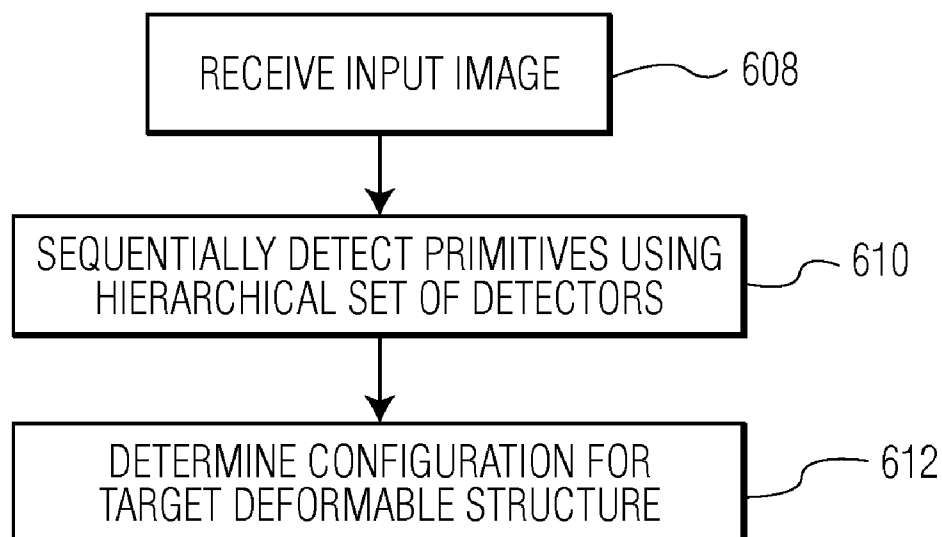 RECEIVE INPUT IMAGE
608
SEQUENTIALLY DETECT PRIMITIVES USING
HIERARCHICAL SET OF DETECTORS
610
DETERMINE CONFIGURATION FOR
TARGET DEFORMABLE STRUCTURE
612